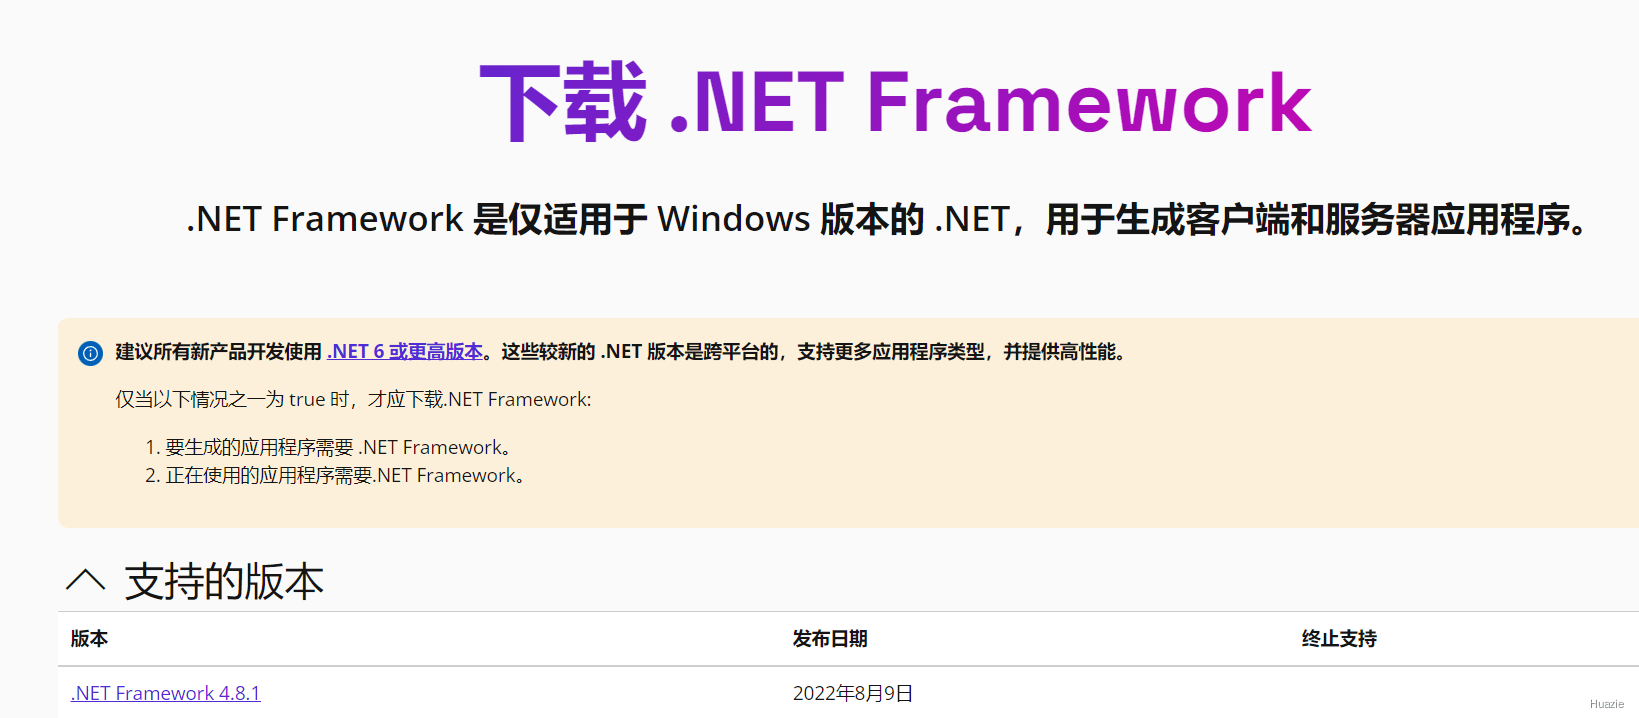 下载 .NET Framework
.NET Framework 是仅适用于 Windows 版本的 .NET，用于生成客户端和服务器应用程序。
建议所有新产品开发使用 .NET 6 或更高版本。这些较新的 .NET 版本是跨平台的，支持更多应用程序类型，并提供高性能。
仅当以下情况之一为 true 时，才应下载.NET Framework:
1. 要生成的应用程序需要 .NET Framework。
2. 正在使用的应用程序需要.NET Framework。
支持的版本
版本 发布日期 终止支持
.NET Framework 4.8.1 2022年8月9日
Huazie